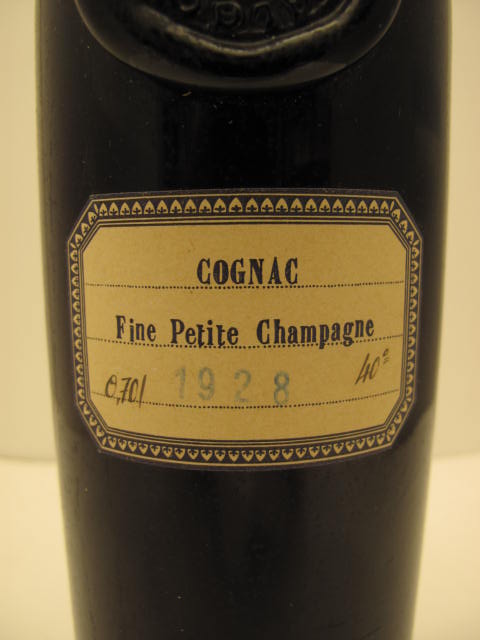 COGNAC
Fine Petite Champagne
0,70l 1928 40°